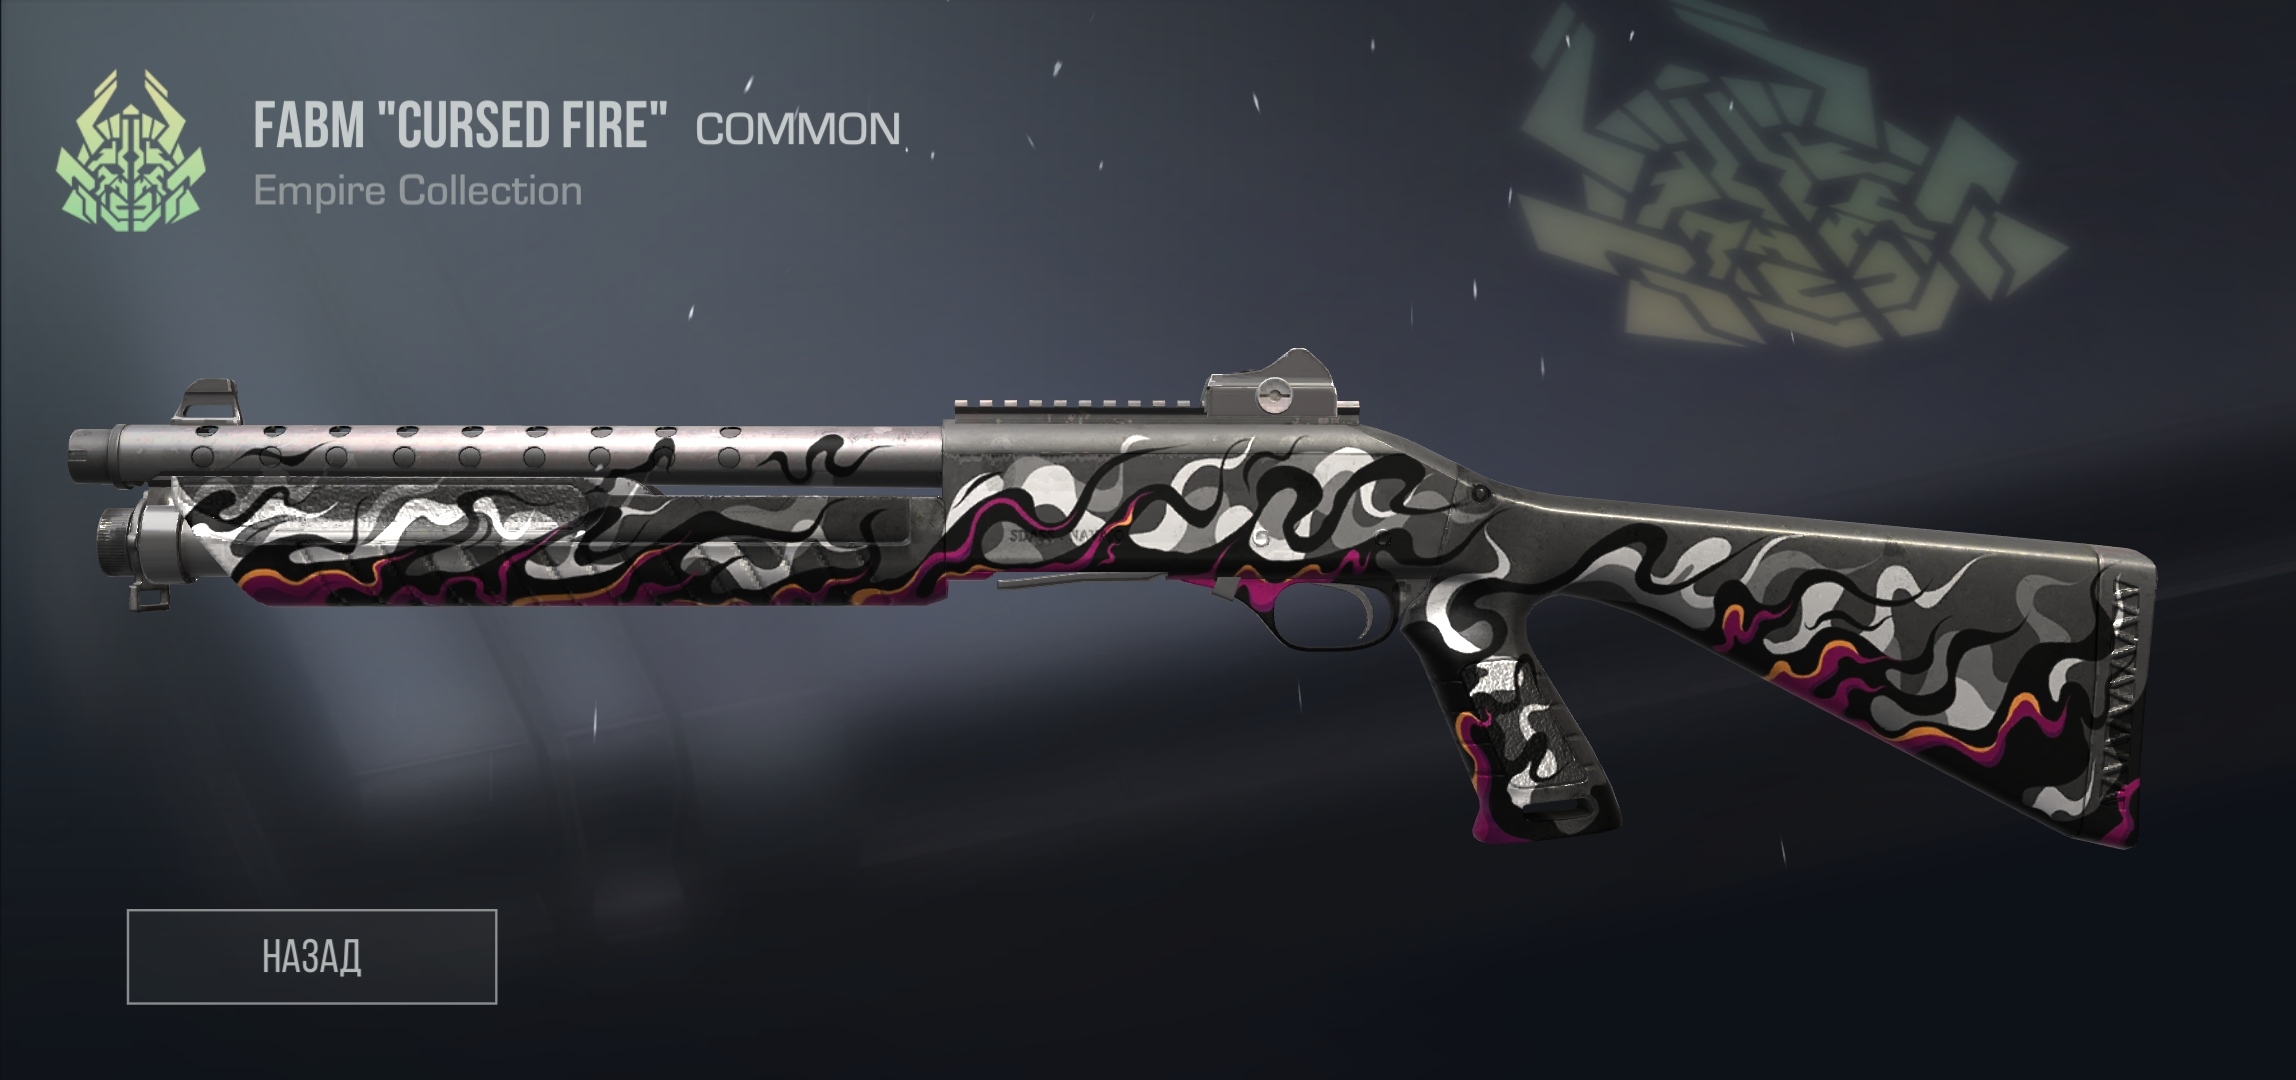 FABM "CURSED FIRE" COMMON
Empire Collection
НАЗАД